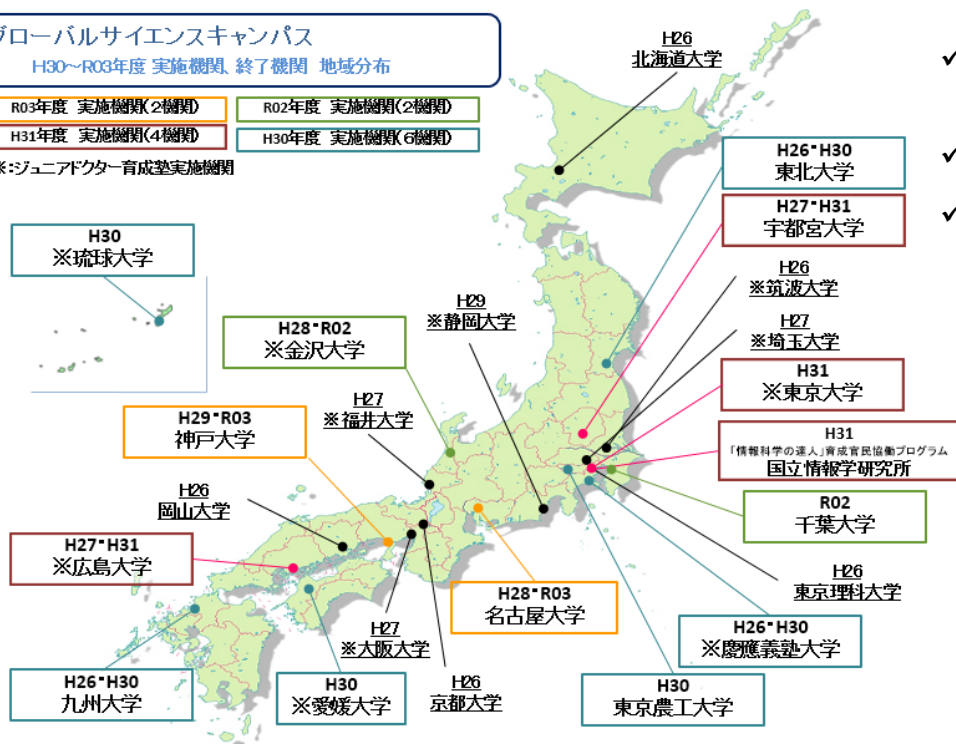 グローバルサイエンスキャンパス
H30～R03年度 実施機関、終了機関 地域分布
R03年度 実施機関(2機関)
R02年度 実施機関(2機関)
H31年度 実施機関(4機関)
H30年度 実施機関(6機関)
※:ジュニアドクター育成塾実施機関
H26
北海道大学
✓
H26・H30
東北大学
✓
H27・H31
宇都宮大学
✓
H30
※琉球大学
H26
※筑波大学
H29
※静岡大学
H28・R02
※金沢大学
H27
※埼玉大学
H31
※東京大学
H27
※福井大学
H29・R03
神戸大学
H31
「情報科学の達人」育成官民協働プログラム
国立情報学研究所
H26
岡山大学
R02
千葉大学
H27・H31
※広島大学
H26
東京理科大学
H28・R03
名古屋大学
H27
※大阪大学
H26・H30
※慶應義塾大学
H26・H30
九州大学
H30
※愛媛大学
H26
京都大学
H30
東京農工大学